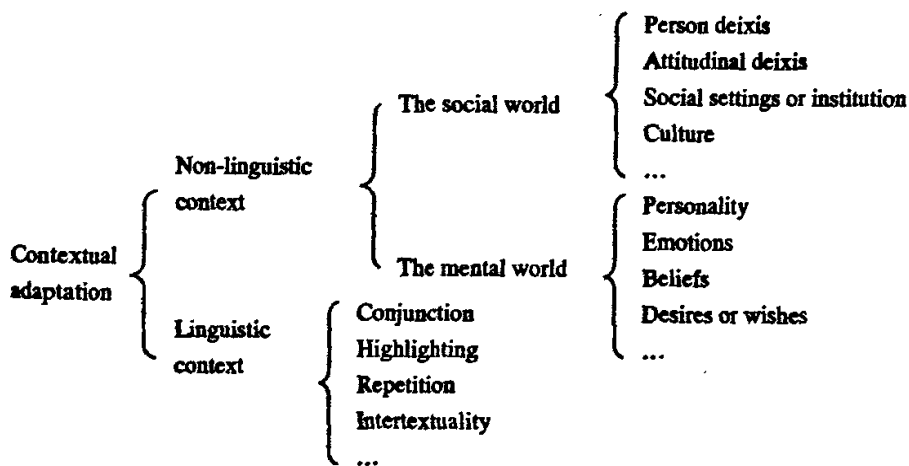 Contextual
adaptation
Non-linguistic
context
The social world
Person deixis
Attitudinal deixis
Social settings or institution
Culture
...
The mental world
Personality
Emotions
Beliefs
Desires or wishes
...
Linguistic
context
Conjunction
Highlighting
Repetition
Intertextuality
...